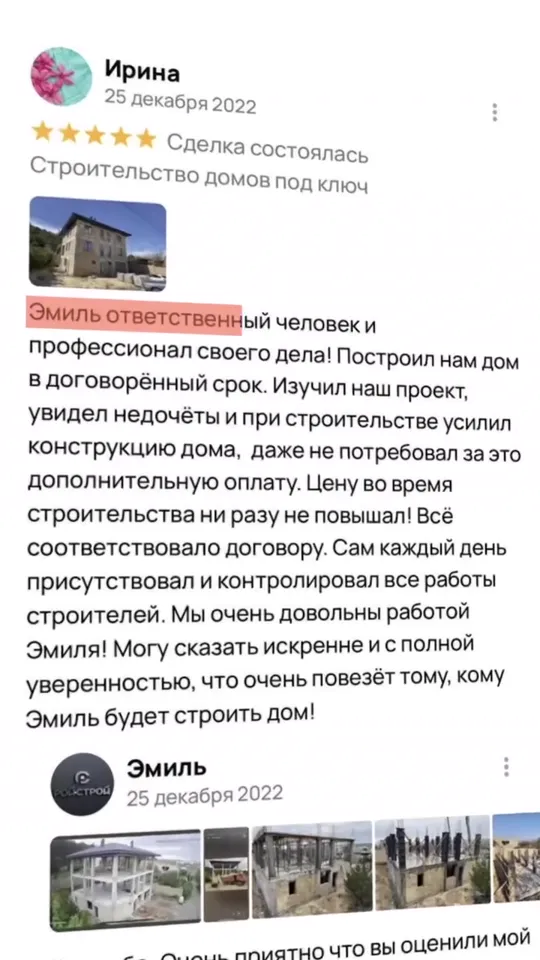 Ирина
25 декабря 2022
Сделка состоялась
Строительство домов под ключ
Эмиль ответственный человек и
профессионал своего дела! Построил нам дом
в договорённый срок. Изучил наш проект,
увидел недочёты и при строительстве усилил
конструкцию дома, даже не потребовал за это
дополнительную оплату. Цену во время
строительства ни разу не повышал! Всё
соответствовало договору. Сам каждый день
присутствовал и контролировал все работы
строителей. Мы очень довольны работой
Эмиля! Могу сказать искренне и с полной
уверенностью, что очень повезёт тому, кому
Эмиль будет строить дом!
Эмиль
25 декабря 2022
Очень приятно что вы оценили мой